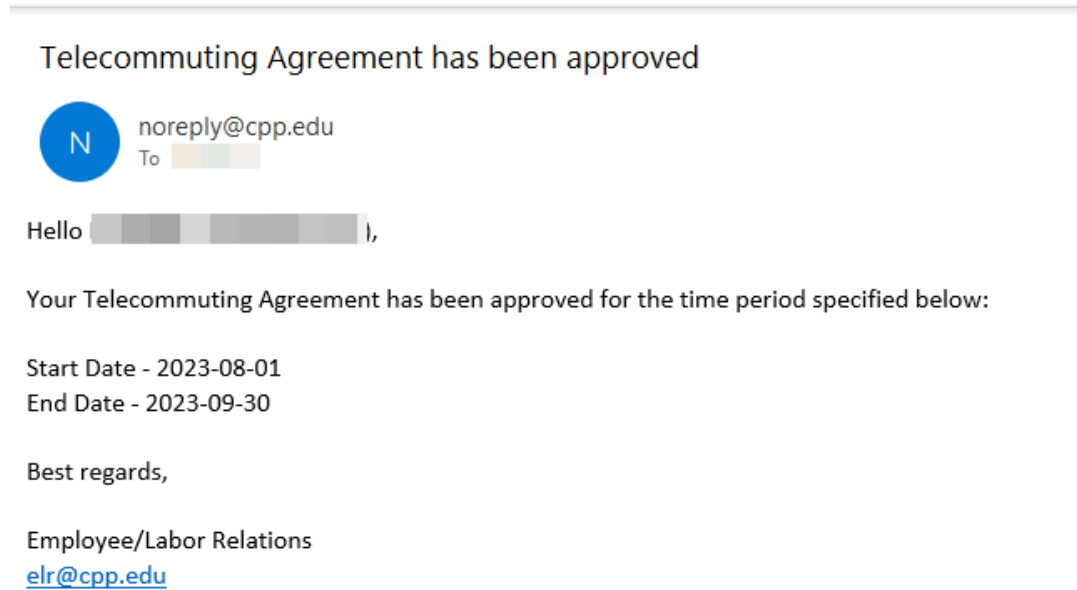 Telecommuting Agreement has been approved
N
noreply@cpp.edu
To
Hello ),
Your Telecommuting Agreement has been approved for the time period specified below:
Start Date - 2023-08-01
End Date - 2023-09-30
Best regards,
Employee/Labor Relations
elr@cpp.edu